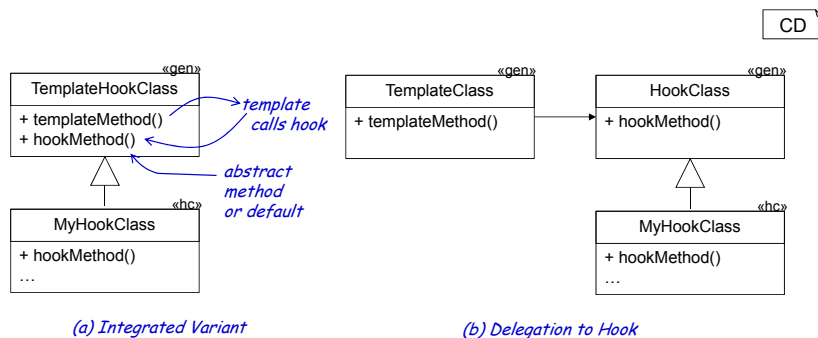 CD
«gen»
TemplateHookClass
+ templateMethod()
+ hookMethod()
template
calls hook
abstract
method
or default
«hc»
MyHookClass
+ hookMethod()
...
(a) Integrated Variant
«gen»
TemplateClass
+ templateMethod()
«gen»
HookClass
+ hookMethod()
«hc»
MyHookClass
+ hookMethod()
...
(b) Delegation to Hook